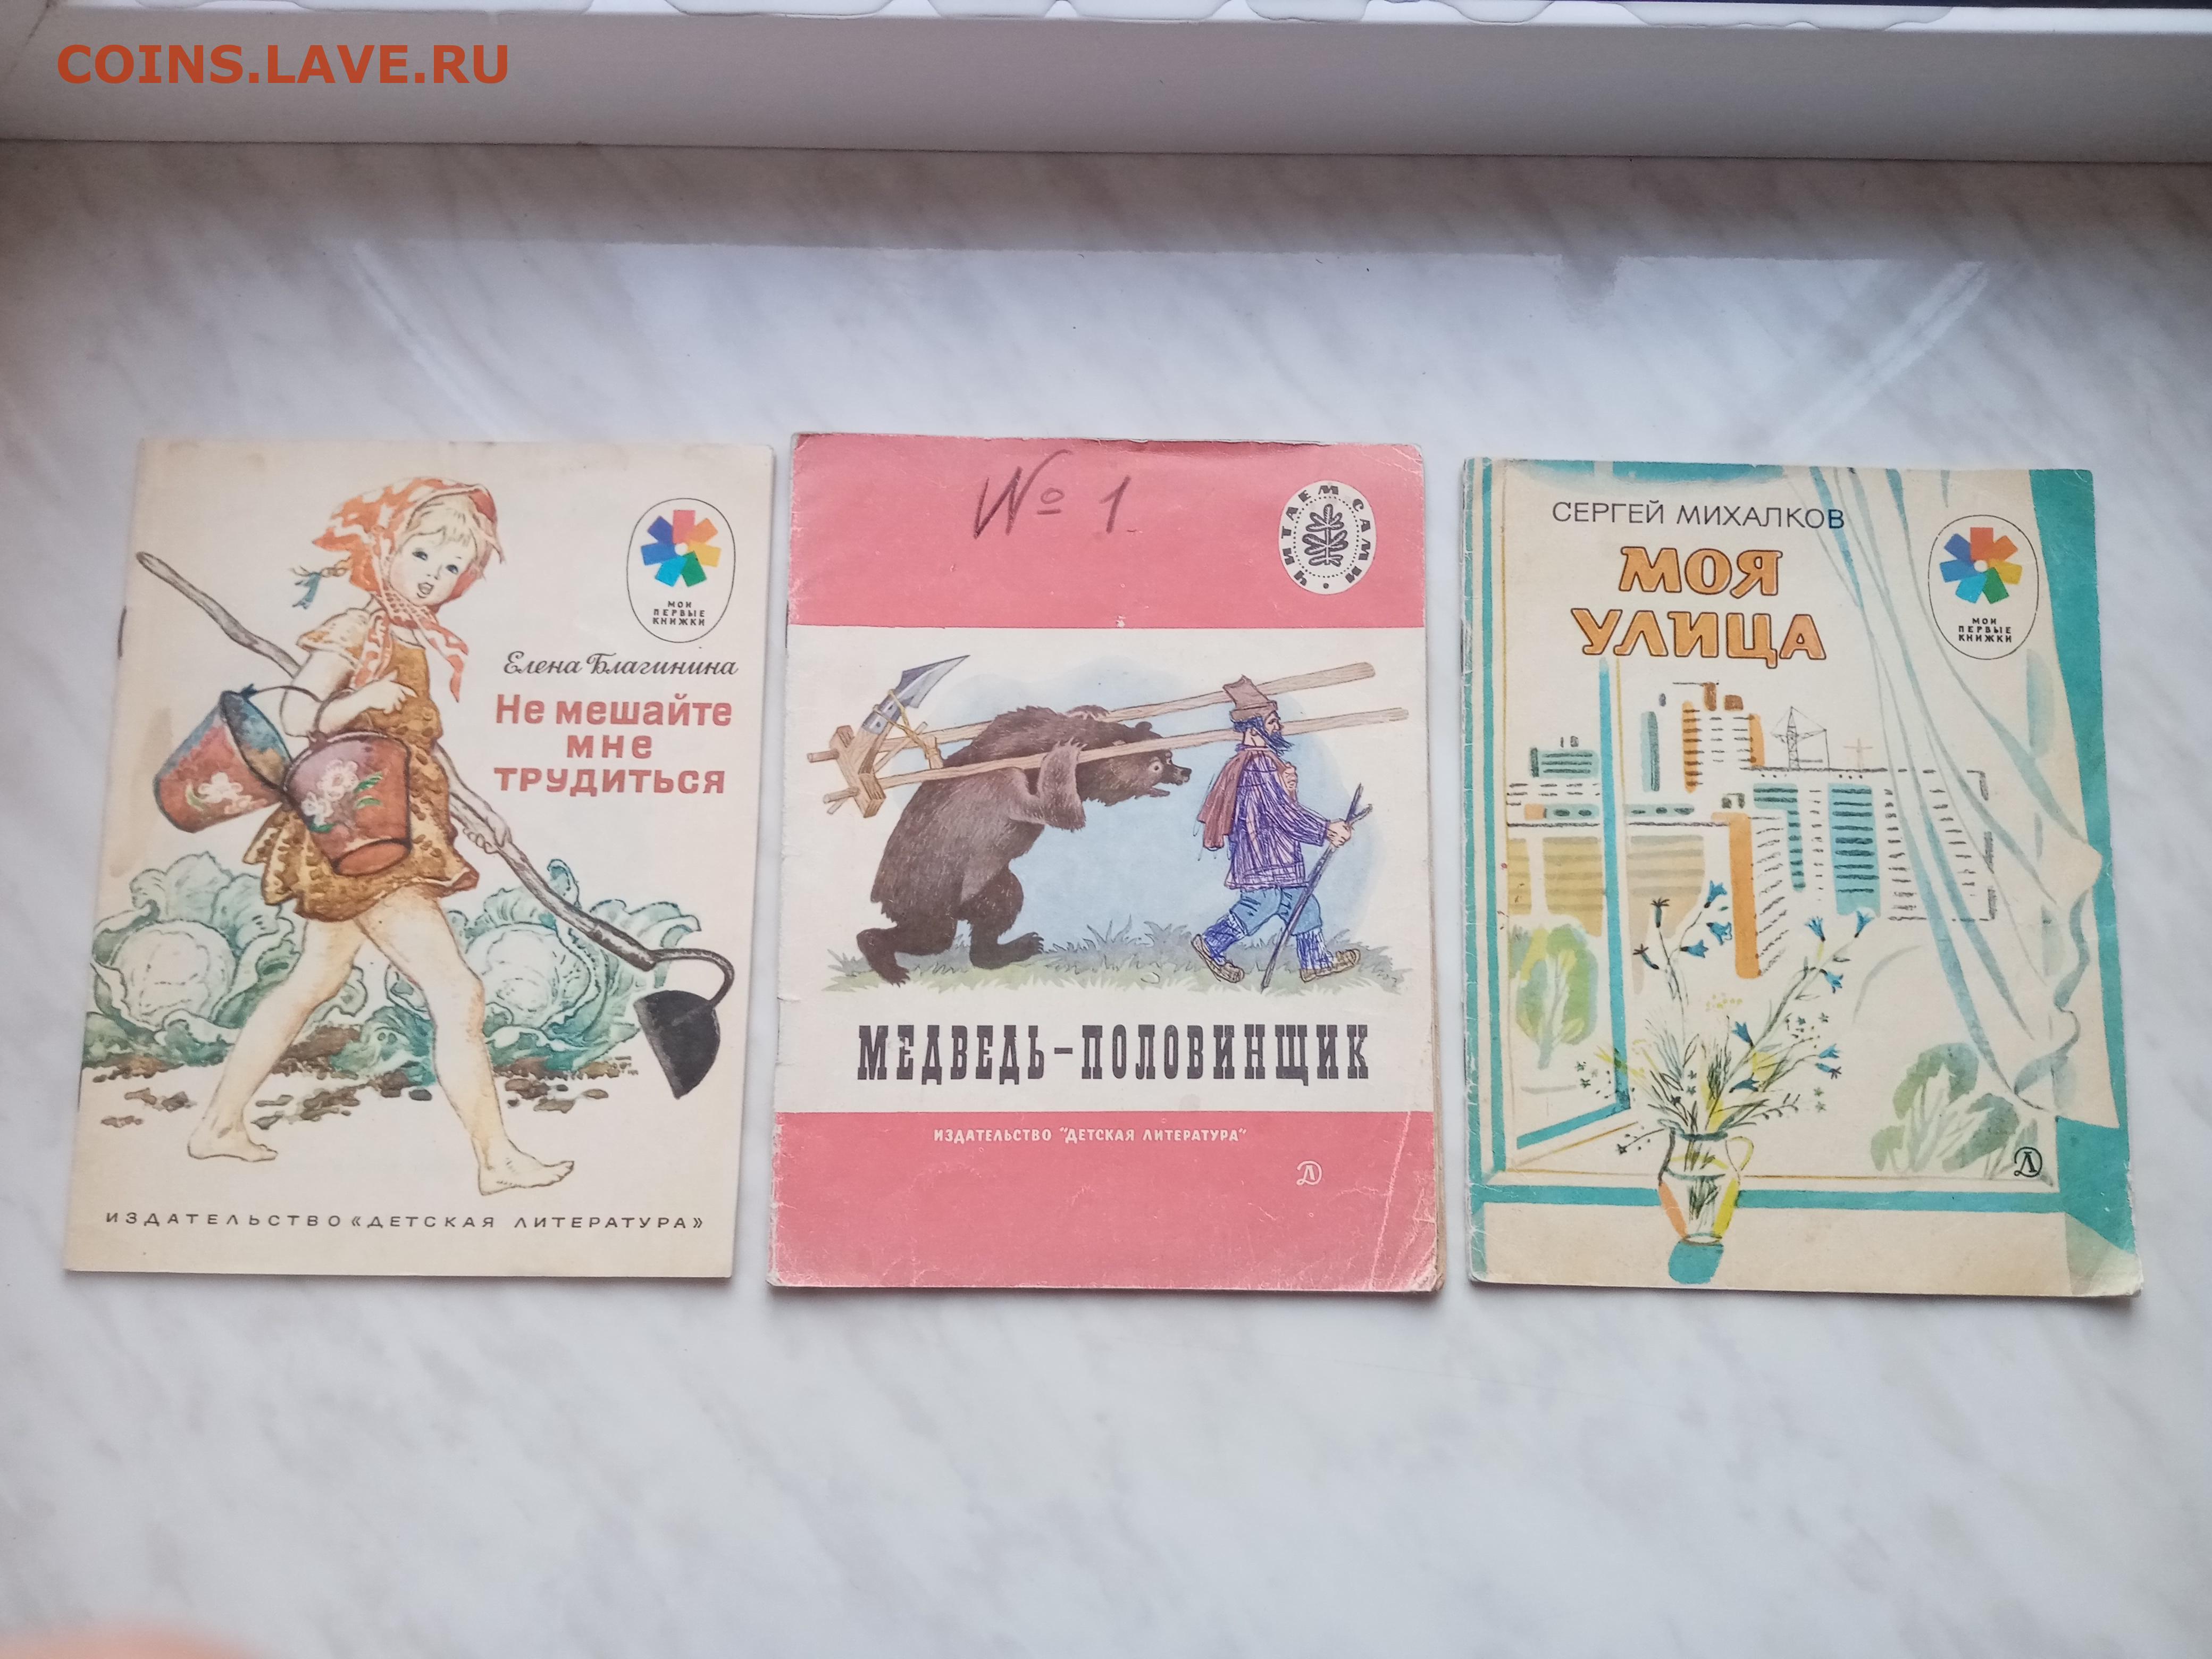 COINS.LAVE.RU
МОИ
ПЕРВЫЕ
КНИЖКИ
Елена Благинина
Не мешайте
мне
трудиться
ИЗДАТЕЛЬСТВО «ДЕТСКАЯ ЛИТЕРАТУРА»
№ 1
ЧИТАЕМ САМИ
МЕДВЕДЬ-ПОЛОВИНЩИК
ИЗДАТЕЛЬСТВО "ДЕТСКАЯ ЛИТЕРАТУРА"
Д
СЕРГЕЙ МИХАЛКОВ
МОЯ
УЛИЦА
МОИ
ПЕРВЫЕ
КНИЖКИ
Д